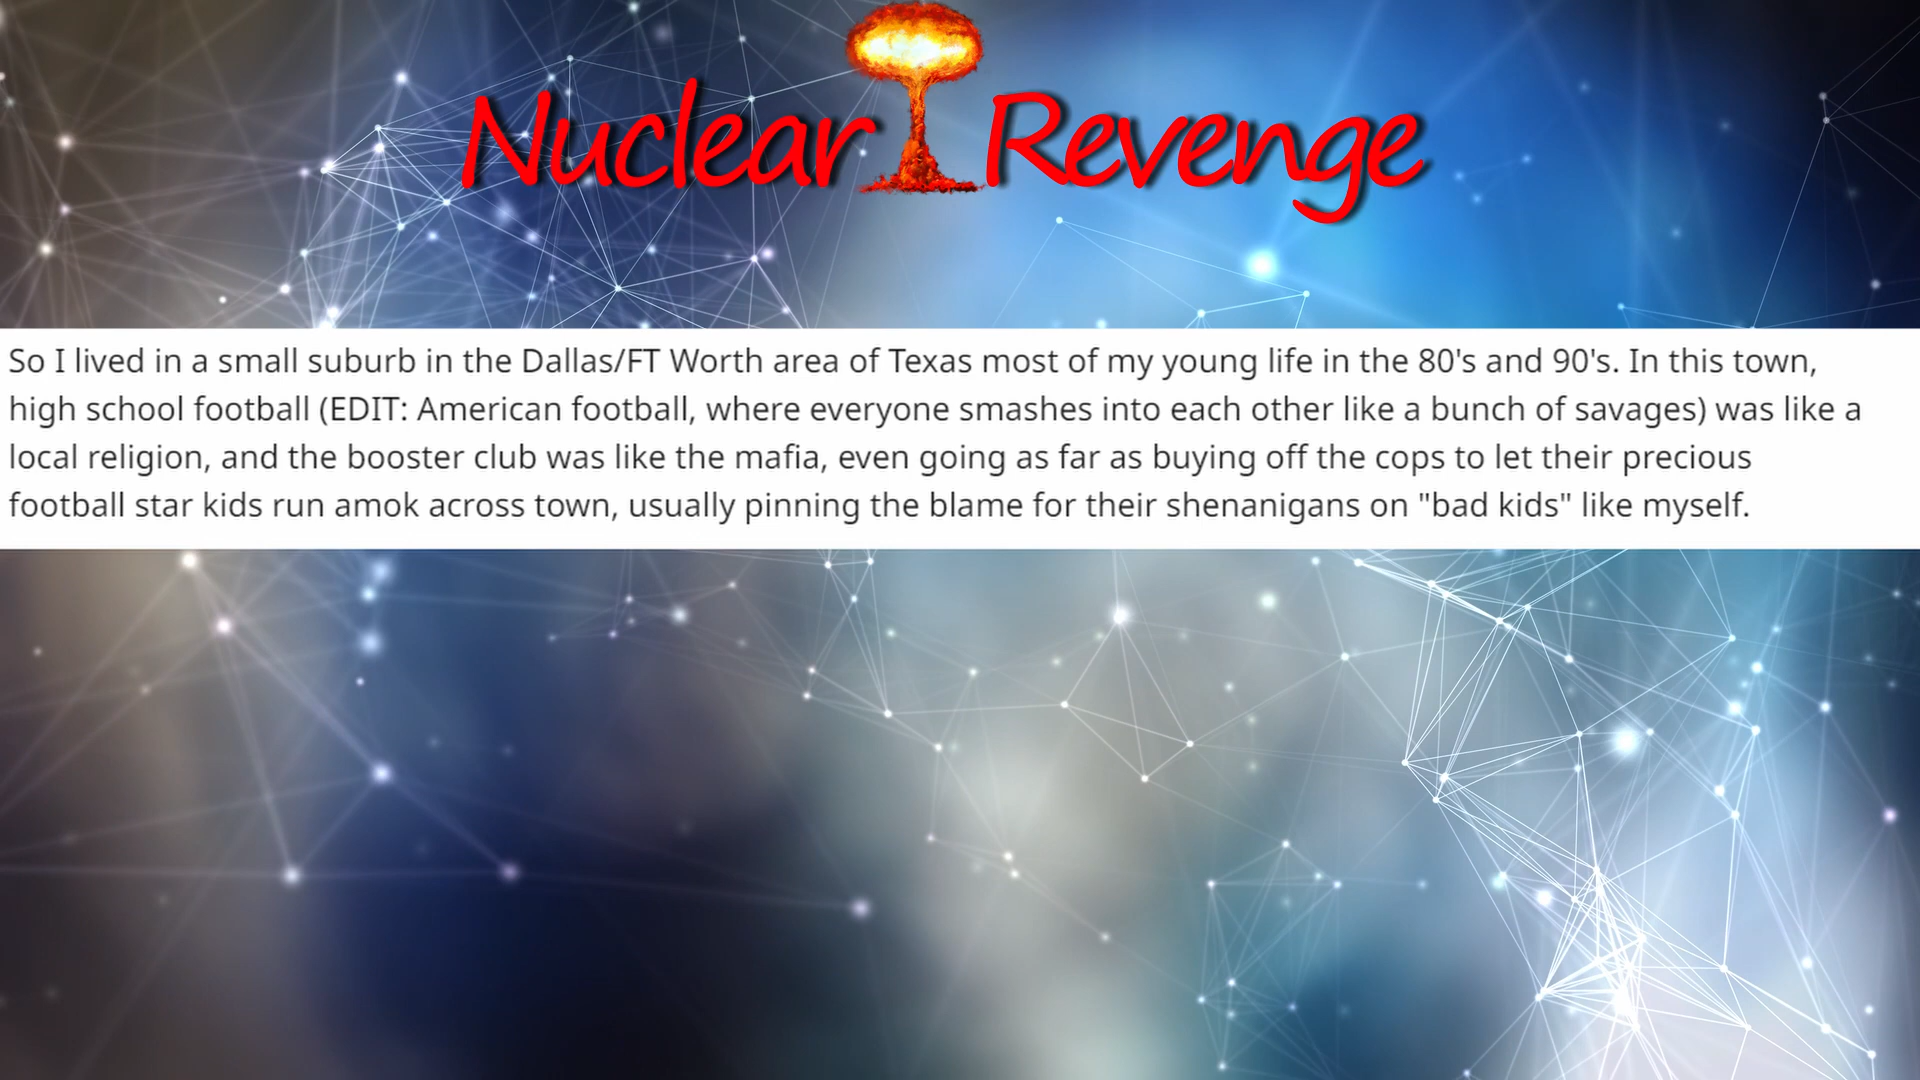 Nuclear Revenge
So I lived in a small suburb in the Dallas/FT Worth area of Texas most of my young life in the 80's and 90's. In this town,
high school football (EDIT: American football, where everyone smashes into each other like a bunch of savages) was like a
local religion, and the booster club was like the mafia, even going as far as buying off the cops to let their precious
football star kids run amok across town, usually pinning the blame for their shenanigans on "bad kids" like myself.